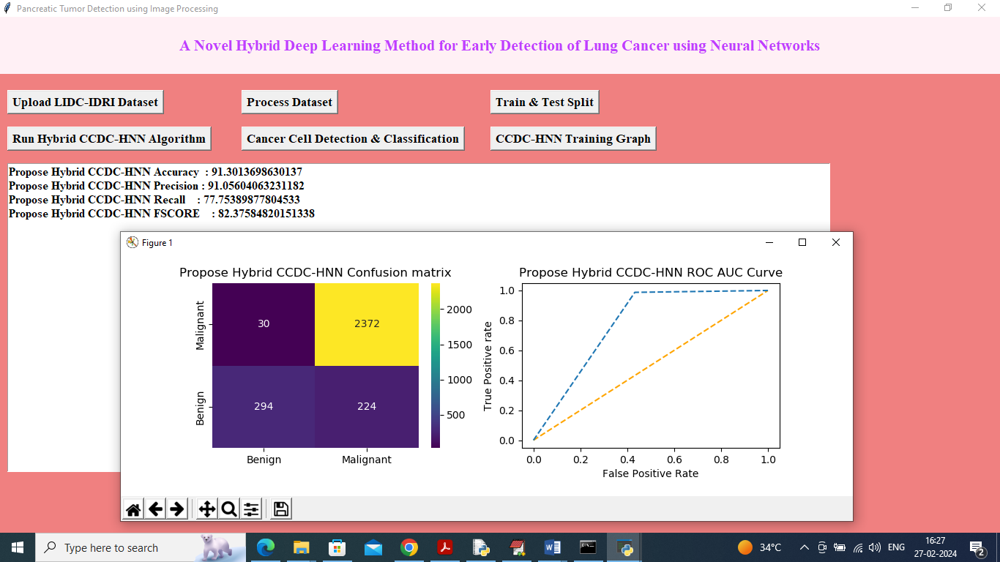 Pancreatic Tumor Detection using Image Processing
A Novel Hybrid Deep Learning Method for Early Detection of Lung Cancer using Neural Networks
Upload LIDC-IDRI Dataset
Process Dataset
Train & Test Split
Run Hybrid CCDC-HNN Algorithm
Cancer Cell Detection & Classification
CCDC-HNN Training Graph
Propose Hybrid CCDC-HNN Accuracy : 91.3013698630137
Propose Hybrid CCDC-HNN Precision : 91.05604063231182
Propose Hybrid CCDC-HNN Recall : 77.75389877804533
Propose Hybrid CCDC-HNN FSCORE : 82.37584820151338
Figure 1
Propose Hybrid CCDC-HNN Confusion matrix
Malignant
Benign
30
2372
294
224
Benign
Malignant
2000
1500
1000
500
Propose Hybrid CCDC-HNN ROC AUC Curve
True Positive rate
1.0
0.8
0.6
0.4
0.2
0.0
0.0
0.2
0.4
0.6
0.8
1.0
False Positive Rate
Type here to search
34°C
ENG
16:27
27-02-2024
2